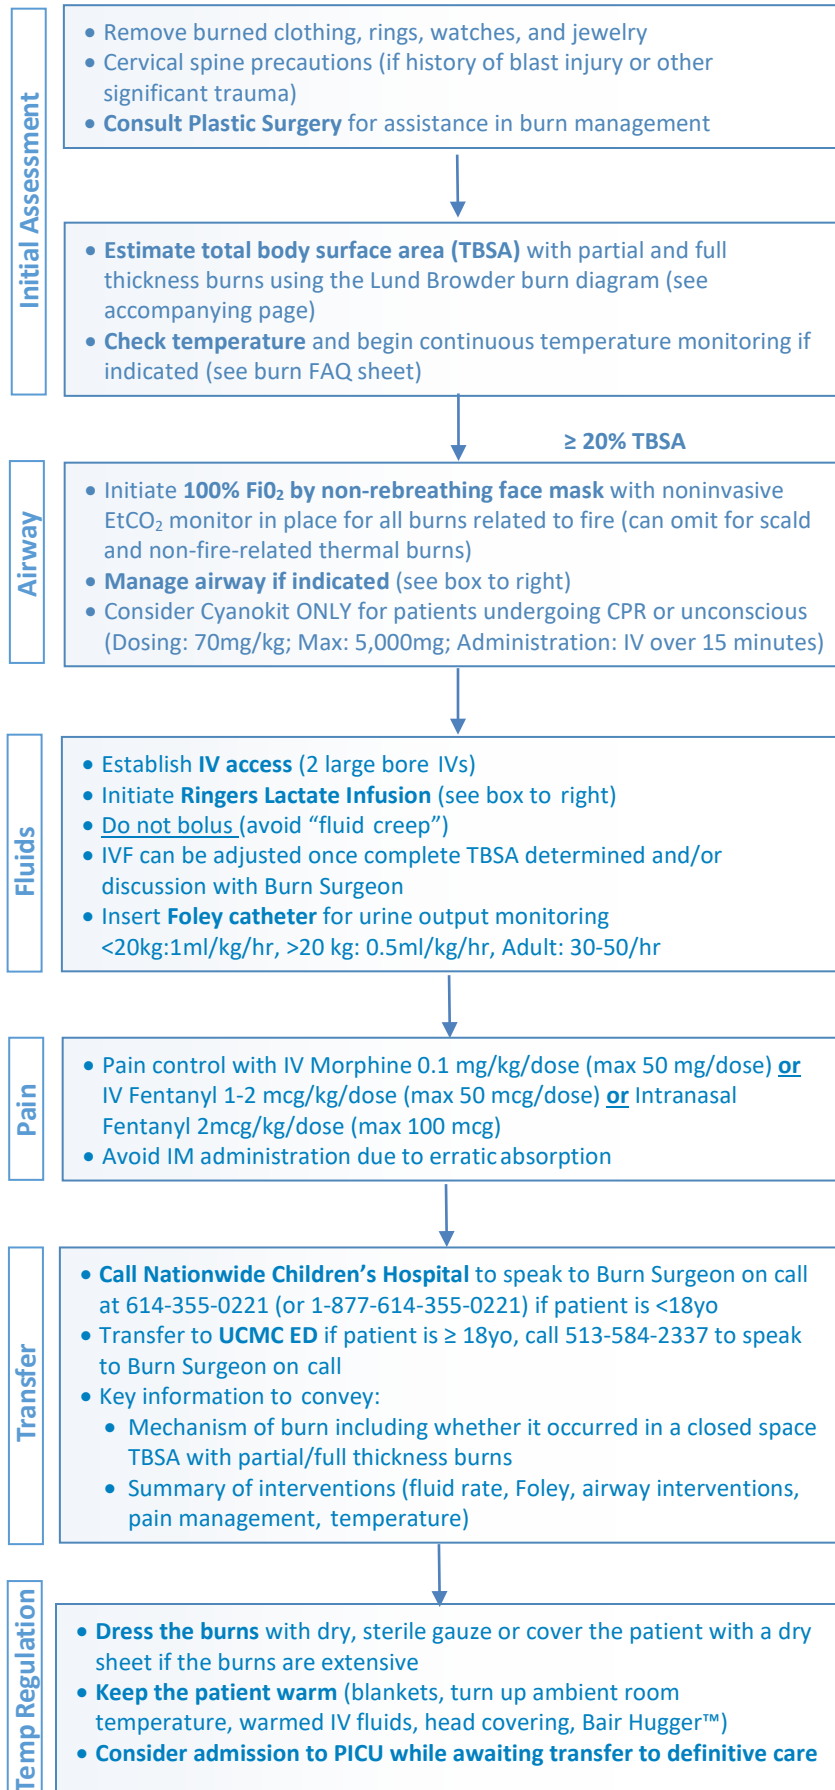 Initial Assessment
• Remove burned clothing, rings, watches, and jewelry
• Cervical spine precautions (if history of blast injury or other
significant trauma)
• Consult Plastic Surgery for assistance in burn management
• Estimate total body surface area (TBSA) with partial and full
thickness burns using the Lund Browder burn diagram (see
accompanying page)
• Check temperature and begin continuous temperature monitoring if
indicated (see burn FAQ sheet)
≥ 20% TBSA
Airway
• Initiate 100% Fi0₂ by non-rebreathing face mask with noninvasive
EtCO₂ monitor in place for all burns related to fire (can omit for scald
and non-fire-related thermal burns)
• Manage airway if indicated (see box to right)
• Consider Cyanokit ONLY for patients undergoing CPR or unconscious
(Dosing: 70mg/kg; Max: 5,000mg; Administration: IV over 15 minutes)
Fluids
• Establish IV access (2 large bore IVs)
• Initiate Ringers Lactate Infusion (see box to right)
• Do not bolus (avoid “fluid creep”)
• IVF can be adjusted once complete TBSA determined and/or
discussion with Burn Surgeon
• Insert Foley catheter for urine output monitoring
<20kg:1ml/kg/hr, >20 kg: 0.5ml/kg/hr, Adult: 30-50/hr
Pain
• Pain control with IV Morphine 0.1 mg/kg/dose (max 50 mg/dose) or
IV Fentanyl 1-2 mcg/kg/dose (max 50 mcg/dose) or Intranasal
Fentanyl 2mcg/kg/dose (max 100 mcg)
• Avoid IM administration due to erratic absorption
Transfer
• Call Nationwide Children’s Hospital to speak to Burn Surgeon on call
at 614-355-0221 (or 1-877-614-355-0221) if patient is <18yo
• Transfer to UCMC ED if patient is ≥ 18yo, call 513-584-2337 to speak
to Burn Surgeon on call
• Key information to convey:
• Mechanism of burn including whether it occurred in a closed space
TBSA with partial/full thickness burns
• Summary of interventions (fluid rate, Foley, airway interventions,
pain management, temperature)
Temp Regulation
• Dress the burns with dry, sterile gauze or cover the patient with a dry
sheet if the burns are extensive
• Keep the patient warm (blankets, turn up ambient room
temperature, warmed IV fluids, head covering, Bair Hugger™)
• Consider admission to PICU while awaiting transfer to definitive care